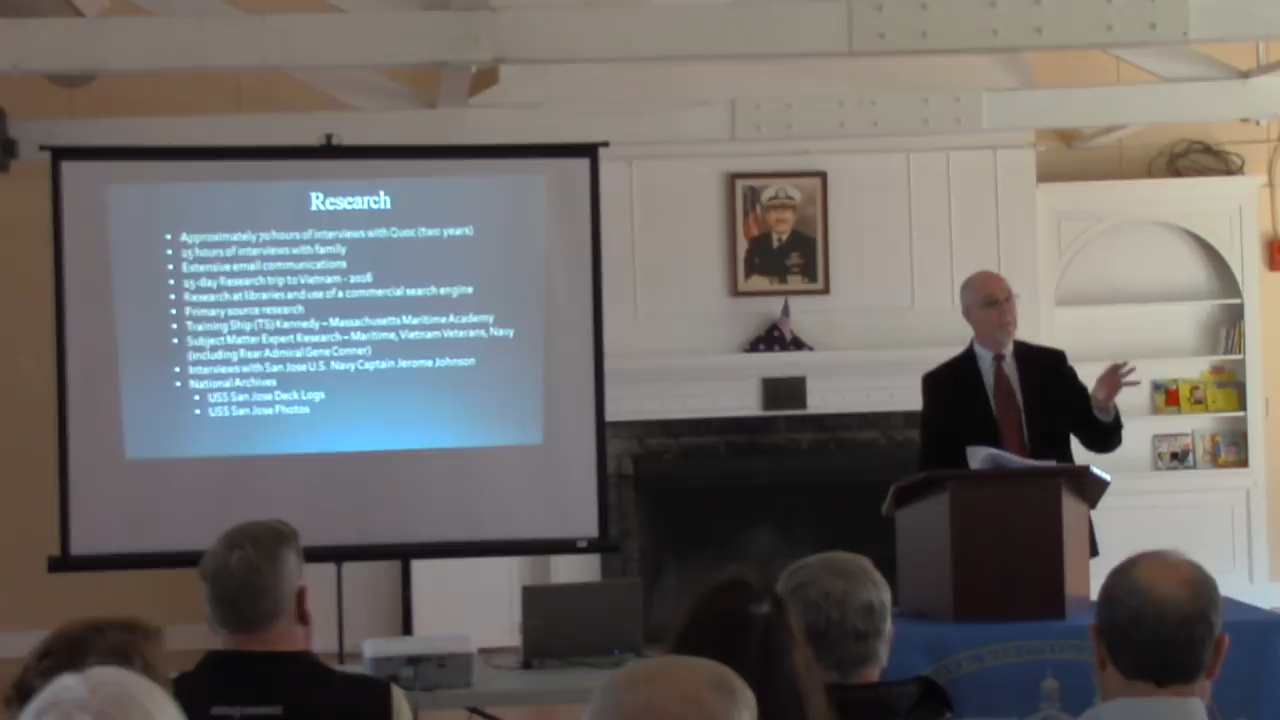 Research
Approximately 70 hours of interviews with Quoc (two years)
25 hours of interviews with family
Extensive email communications
25-day Research trip to Vietnam - 2016
Research at libraries and use of a commercial search engine
Primary source research
Training Ship (TS) Kennedy – Massachusetts Maritime Academy
Subject Matter Expert Research – Maritime, Vietnam Veterans, Navy
(including Rear Admiral Gene Conner)
Interviews with San Jose U.S. Navy Captain Jerome Johnson
National Archives
USS San Jose Deck Logs
USS San Jose Photos